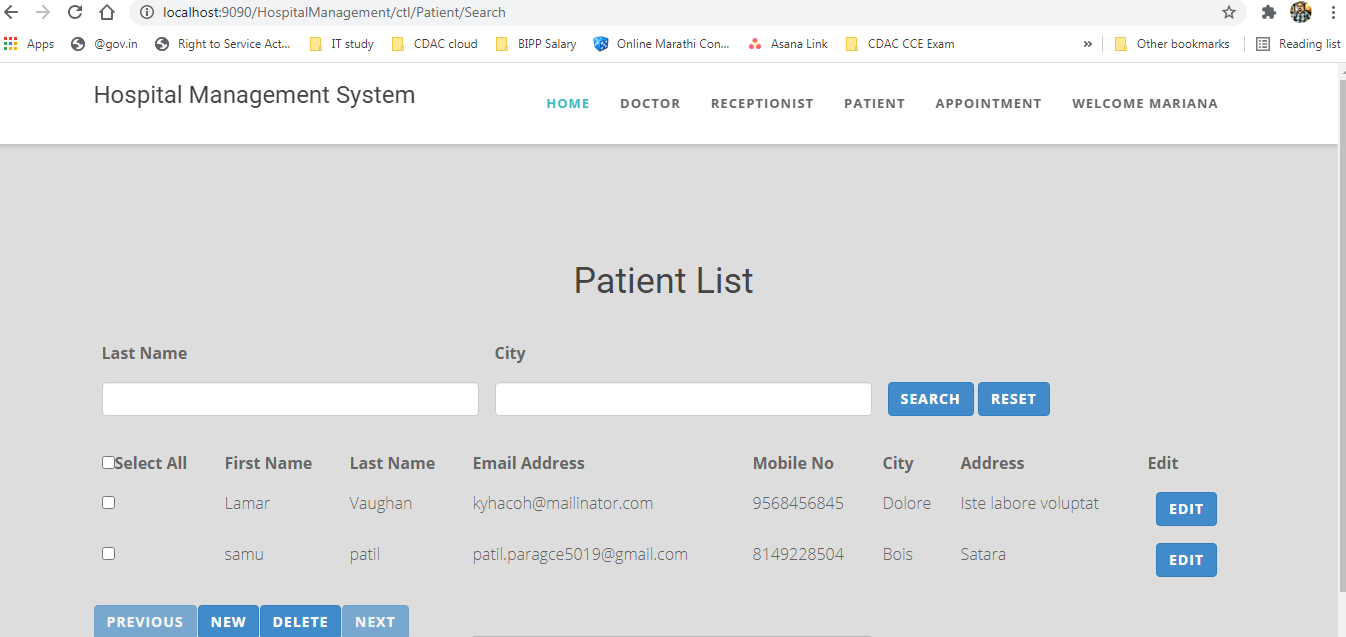 localhost:9090/HospitalManagement/ctl/Patient/Search
Apps @gov.in Right to Service Act... IT study CDAC cloud BIPP Salary Online Marathi Con... Asana Link CDAC CCE Exam » Other bookmarks Reading list
Hospital Management System HOME DOCTOR RECEPTIONIST PATIENT APPOINTMENT WELCOME MARIANA
Patient List
Last Name City
SEARCH RESET
Select All First Name Last Name Email Address Mobile No City Address Edit
Lamar Vaughan kyhacoh@mailinator.com 9568456845 Dolore Iste labore voluptat EDIT
samu patil patil.paragce5019@gmail.com 8149228504 Bois Satara EDIT
PREVIOUS NEW DELETE NEXT